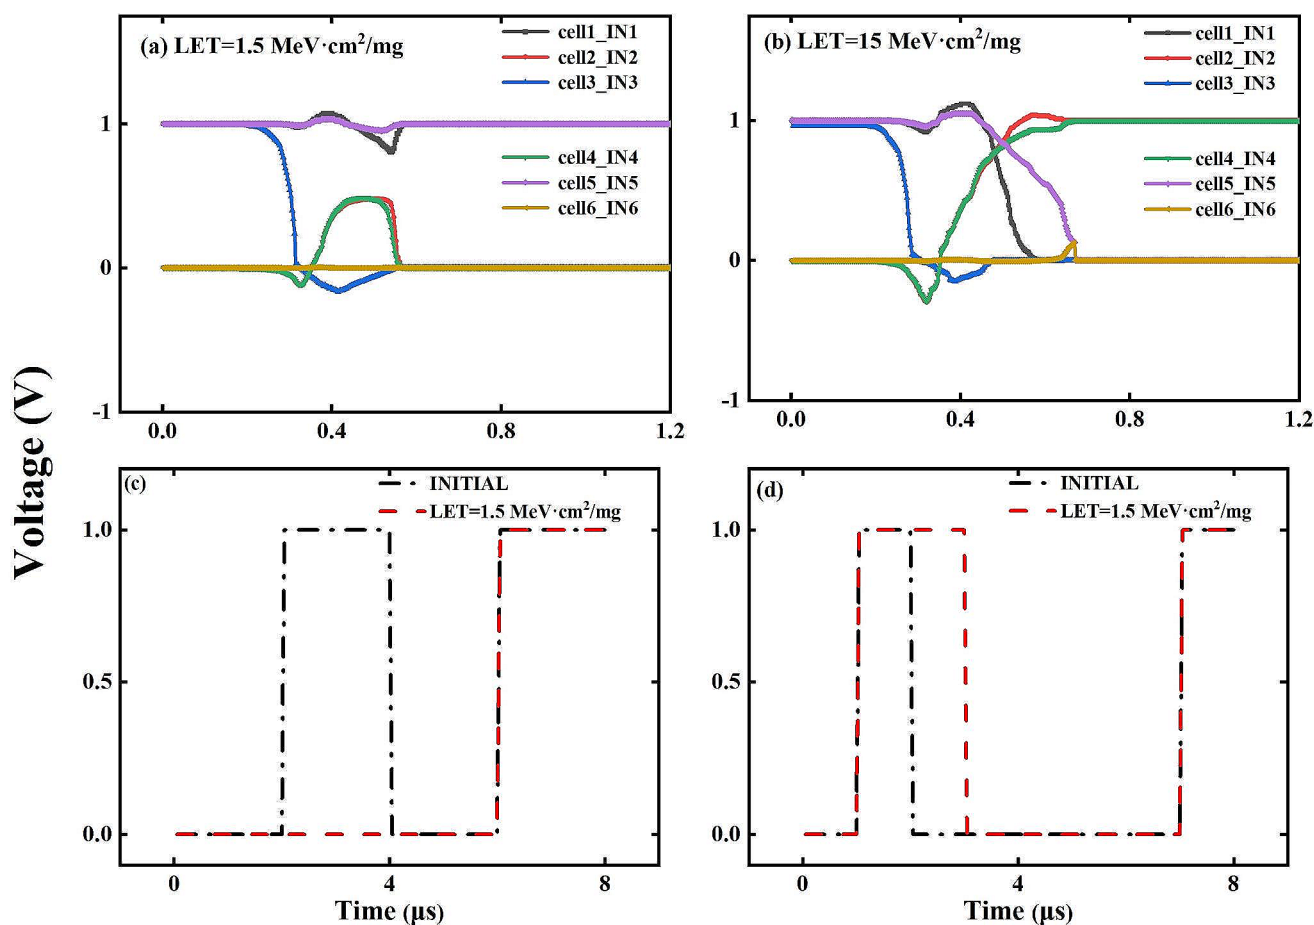 (a) LET=1.5 MeV·cm²/mg
cell1_IN1
cell2_IN2
cell3_IN3
cell4_IN4
cell5_IN5
cell6_IN6
1
0
-1
0.0 0.4 0.8 1.2
(b) LET=15 MeV·cm²/mg
cell1_IN1
cell2_IN2
cell3_IN3
cell4_IN4
cell5_IN5
cell6_IN6
1
0
-1
0.0 0.4 0.8 1.2
Voltage (V)
(c)
INITIAL
LET=1.5 MeV·cm²/mg
1.0
0.5
0.0
0 4 8
Time (μs)
(d)
INITIAL
LET=1.5 MeV·cm²/mg
1.0
0.5
0.0
0 4 8
Time (μs)